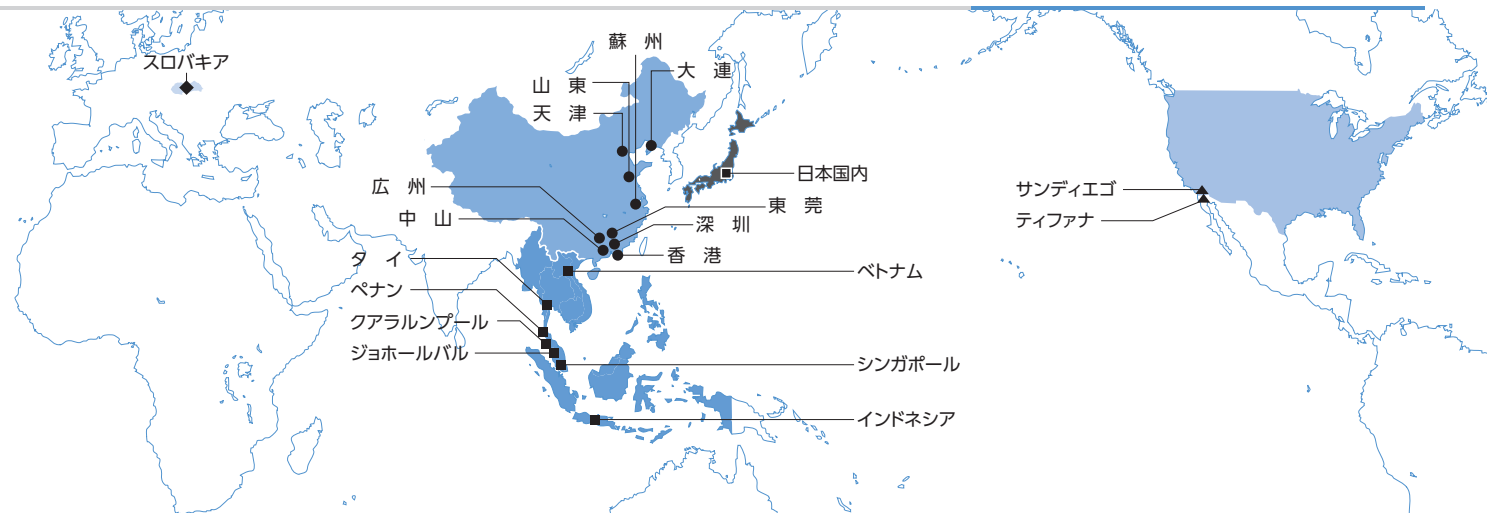 スロバキア
蘇 州
大 連
山 東
天 津
日本国内
広 州
東 莞
中 山
深 圳
香 港
タ イ
ベトナム
ペナン
クアラルンプール
ジョホールバル
シンガポール
インドネシア
サンディエゴ
ティファナ